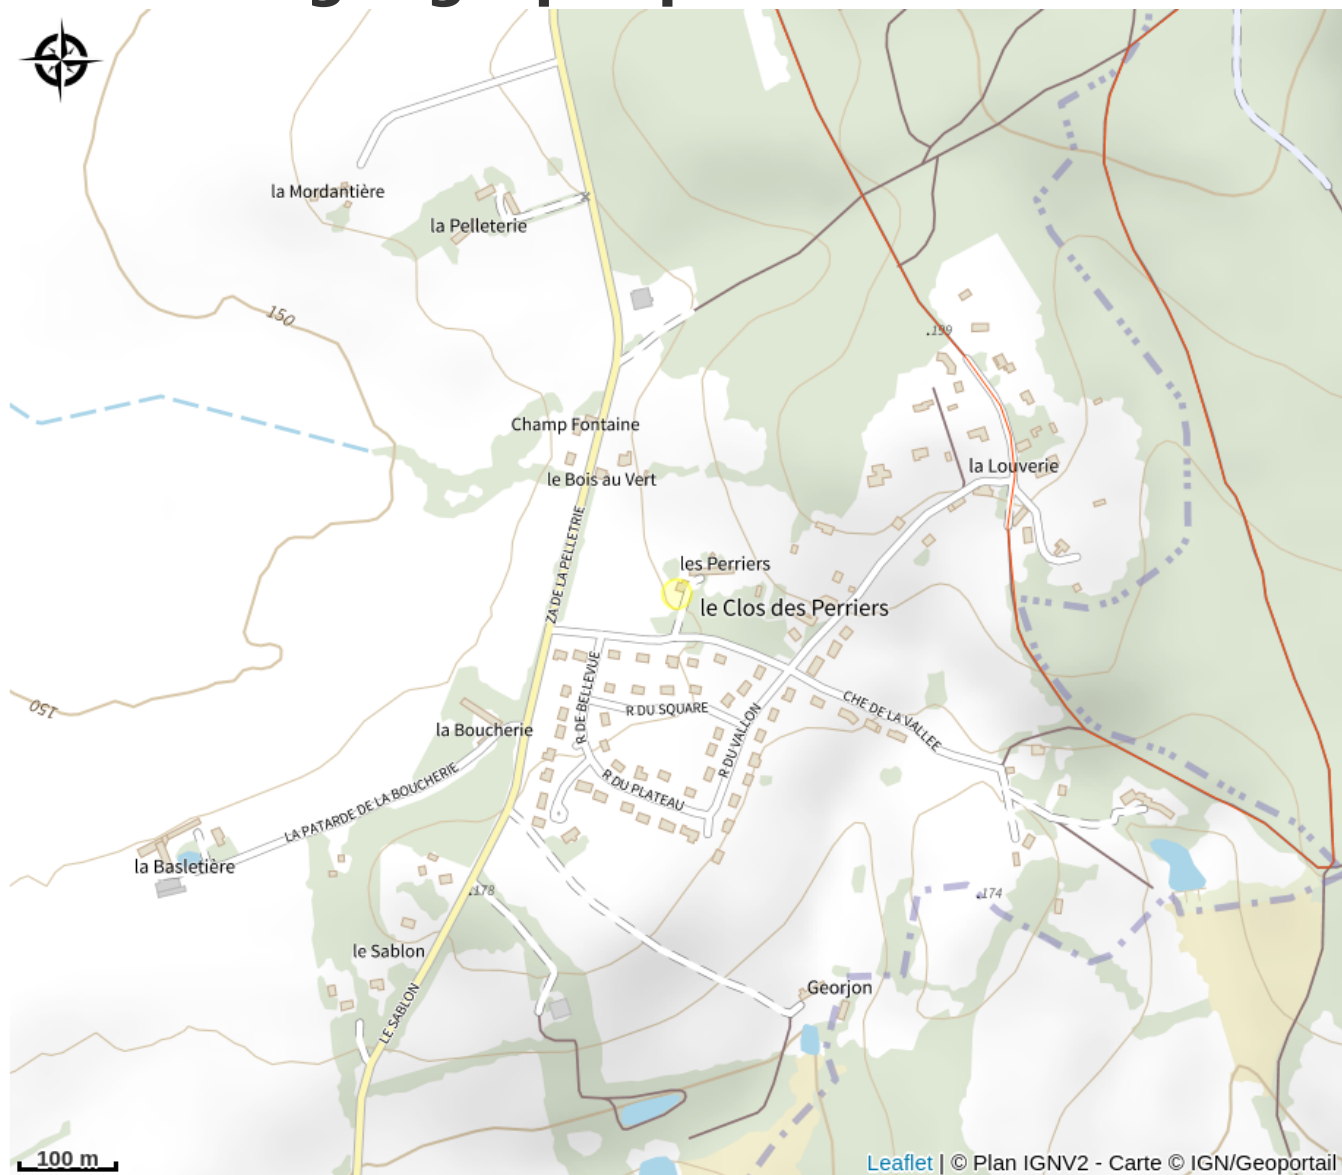 la Mordantière
la Pelleterie
150
.199
Champ Fontaine
la Louverie
le Bois au Vert
ZA DE LA PELLETRIE
les Perriers
le Clos des Perriers
R DE BELLEVUE
R DU SQUARE
CHE DE LA VALLEE
150
la Boucherie
R DU VALLON
R DU PLATEAU
LA PATARDE DE LA BOUCHERIE
la Basletière
.178
.174
le Sablon
Georjon
LE SABLON
100 m
Leaflet | © Plan IGNV2 - Carte © IGN/Geoportail